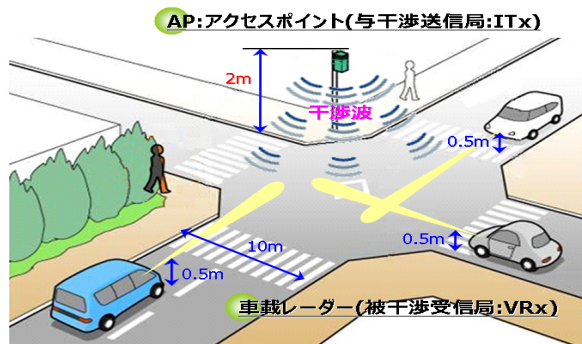 AP:アクセスポイント(与干渉送信局:ITx)
2m
干渉波
0.5m
0.5m
10m
0.5m
車載レーダー(被干渉受信局:VRx)